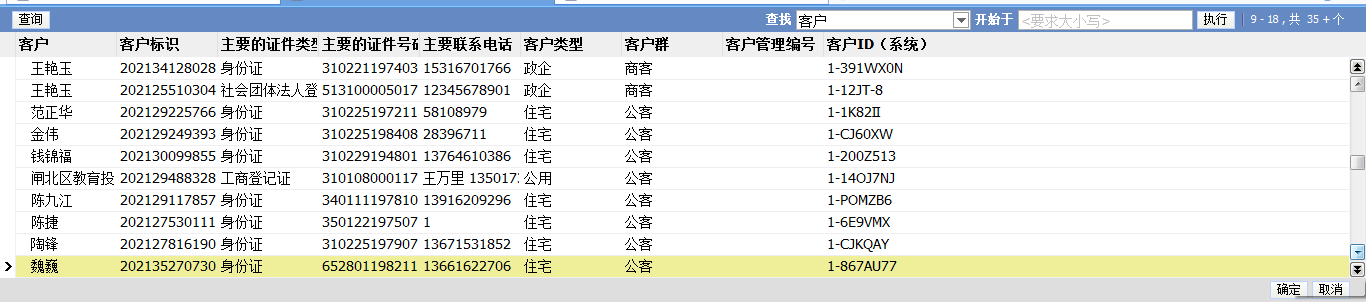 查询 查找 客户 开始于 <要求大小写> 执行 9 - 18 , 共 35 + 个
客户 客户标识 主要的证件类型 主要的证件号码 主要联系电话 客户类型 客户群 客户管理编号 客户ID（系统）
王艳玉 202134128028 身份证 310221197403 15316701766 政企 商客 1-391WX0N
王艳玉 202125510304 社会团体法人登 513100005017 12345678901 政企 商客 1-12JT-8
范正华 202129225766 身份证 310225197211 58108979 住宅 公客 1-1K82II
金伟 202129249393 身份证 310225198408 28396711 住宅 公客 1-CJ60XW
钱锦福 202130099855 身份证 310229194801 13764610386 住宅 公客 1-200Z513
闸北区教育投 202129488328 工商登记证 310108000117 王万里 1350173 公用 公客 1-14OJ7NJ
陈九江 202129117857 身份证 340111197810 13916209296 住宅 公客 1-POMZB6
陈捷 202127530111 身份证 350122197507 1 住宅 公客 1-6E9VMX
陶锋 202127816190 身份证 310225197907 13671531852 住宅 公客 1-CJKQAY
魏巍 202135270730 身份证 652801198211 13661622706 住宅 公客 1-867AU77
确定 取消